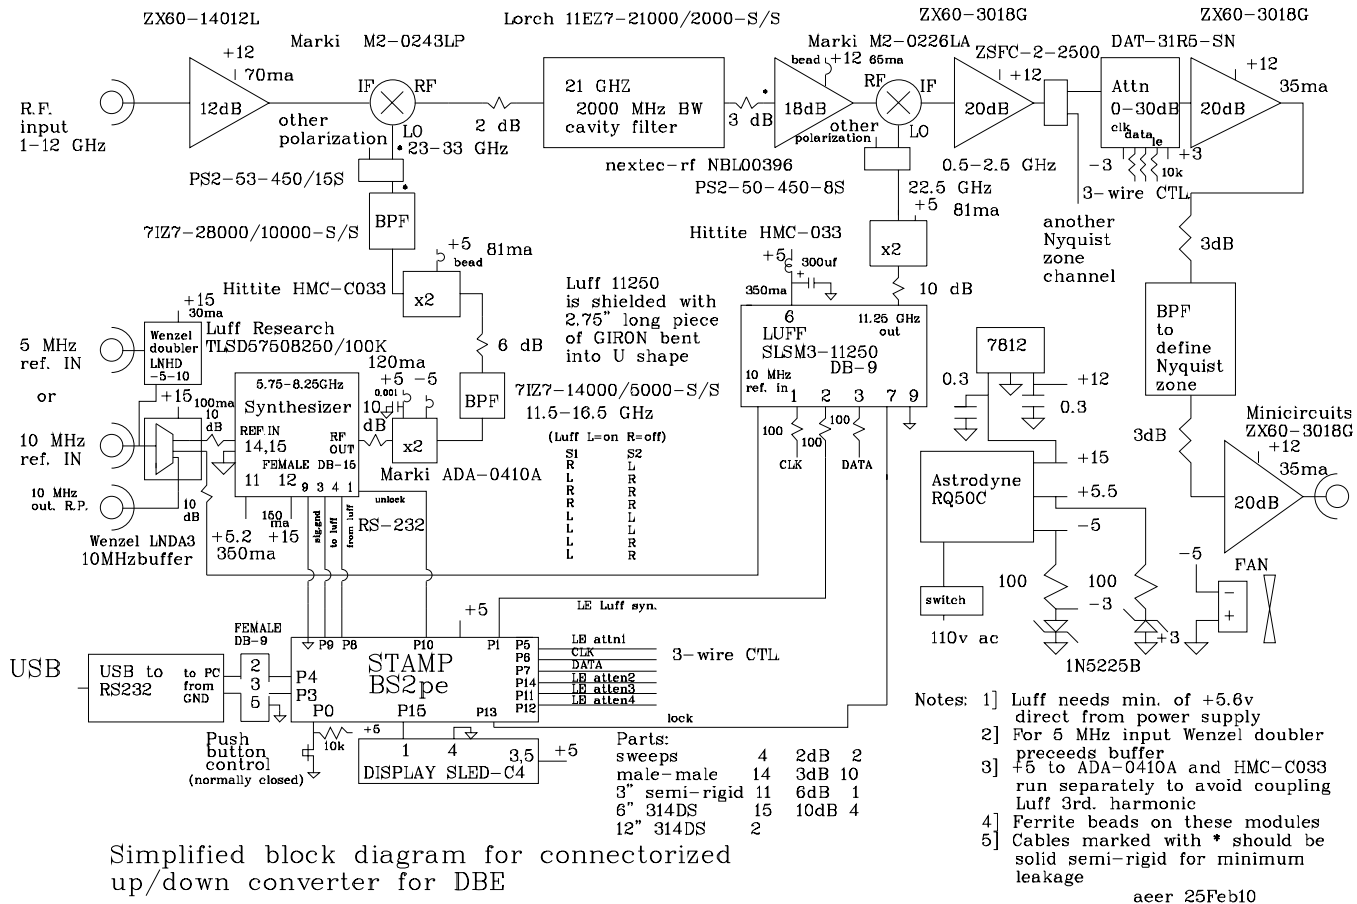 ZX60-14012L
Lorch 11EZ7-21000/2000-S/S
ZX60-3018G
ZX60-3018G
Marki M2-0243LP
Marki M2-0226LA
ZSFC-2-2500
DAT-31R5-SN
+12
70ma
bead
+12 65ma
+12
+12
35ma
R.F.
input
1-12 GHz
12dB
IF
RF
LO
2 dB
21 GHZ
2000 MHz BW
cavity filter
*
3 dB
18dB
RF
IF
LO
20dB
Attn
0-30dB
clk
data
le
20dB
other
polarization
*
23-33 GHz
other
polarization
-3
+3
10k
3-wire CTL
nextec-rf NBL00396
0.5-2.5 GHz
PS2-53-450/15S
*
PS2-50-450-8S
22.5 GHz
+5
81ma
another
Nyquist
zone
channel
BPF
7IZ7-28000/10000-S/S
+5
bead
81ma
Hittite HMC-033
x2
3dB
Hittite HMC-C033
x2
Luff 11250
is shielded with
2.75" long piece
of GIRON bent
into U shape
+5
300uf
+
350ma
10 dB
6
11.25 GHz
out
LUFF
SLSM3-11250
DB-9
10 MHz
ref. in
1 2 3 7 9
BPF
to
define
Nyquist
zone
+15
30ma
5 MHz
ref. IN
or
Wenzel
doubler
LNHD
-5-10
Luff Research
TLSD57508250/100K
120ma
+5 -5
0.001
6 dB
7IZ7-14000/5000-S/S
BPF
11.5-16.5 GHz
7812
0.3
+12
0.3
+15
100ma
10
dB
5.75-8.25GHz
Synthesizer
REF.IN
14,15
RF
OUT
FEMALE DB-15
11 12 9 3 4 1
10
dB
x2
Marki ADA-0410A
10 MHz
ref. IN
10 MHz
out. R.P.
10
dB
Wenzel LNDA3
10MHzbuffer
+5.2
350ma
150
ma
+15
sig.gnd
to luff
from luff
unlock
RS-232
(Luff L=on R=off)
S1 S2
R L
L L
R R
R L
R R
L L
L L
L R
L R
100
CLK
100
100
DATA
Astrodyne
RQ50C
+15
+5.5
-5
3dB
Minicircuits
ZX60-3018G
+12
35ma
20dB
switch
110v ac
100
100
-3
+3
1N5225B
-5
FAN
-
+
LE Luff syn.
+5
USB
USB to
RS232
to PC
from
GND
FEMALE
DB-9
2
3
5
P9 P8 P10 P1
P4
P3
P0 P15 P13
STAMP
BS2pe
P5
P6
P7
P14
P11
P12
LE attn1
CLK
DATA
LE atten2
LE atten3
LE atten4
3-wire CTL
lock
Push
button
control
(normally closed)
10k
+5
1 4 3,5
DISPLAY SLED-C4
+5
Parts:
sweeps 4 2dB 2
male-male 14 3dB 10
3" semi-rigid 11 6dB 1
6" 314DS 15 10dB 4
12" 314DS 2
Notes: 1] Luff needs min. of +5.6v
direct from power supply
2] For 5 MHz input Wenzel doubler
preceeds buffer
3] +5 to ADA-0410A and HMC-C033
run separately to avoid coupling
Luff 3rd. harmonic
4] Ferrite beads on these modules
5] Cables marked with * should be
solid semi-rigid for minimum
leakage
aeer 25Feb10
Simplified block diagram for connectorized
up/down converter for DBE